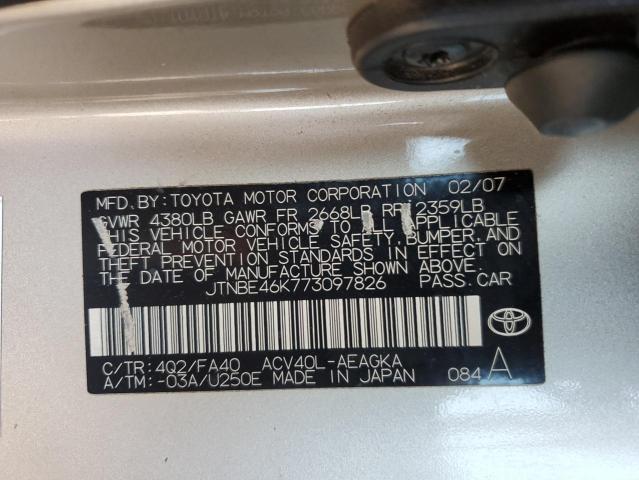 MFD. BY: TOYOTA MOTOR CORPORATION 02/07
GVWR 4380LB GAWR FR 2668LB RR 2359LB
THIS VEHICLE CONFORMS TO ALL APPLICABLE
FEDERAL MOTOR VEHICLE SAFETY, BUMPER, AND
THEFT PREVENTION STANDARDS IN EFFECT ON
THE DATE OF MANUFACTURE SHOWN ABOVE.
JTNBE46K773097826 PASS. CAR
C/TR: 4Q2/FA40 ACV40L-AEAGKA
A/TM: -03A/U250E MADE IN JAPAN 084 A